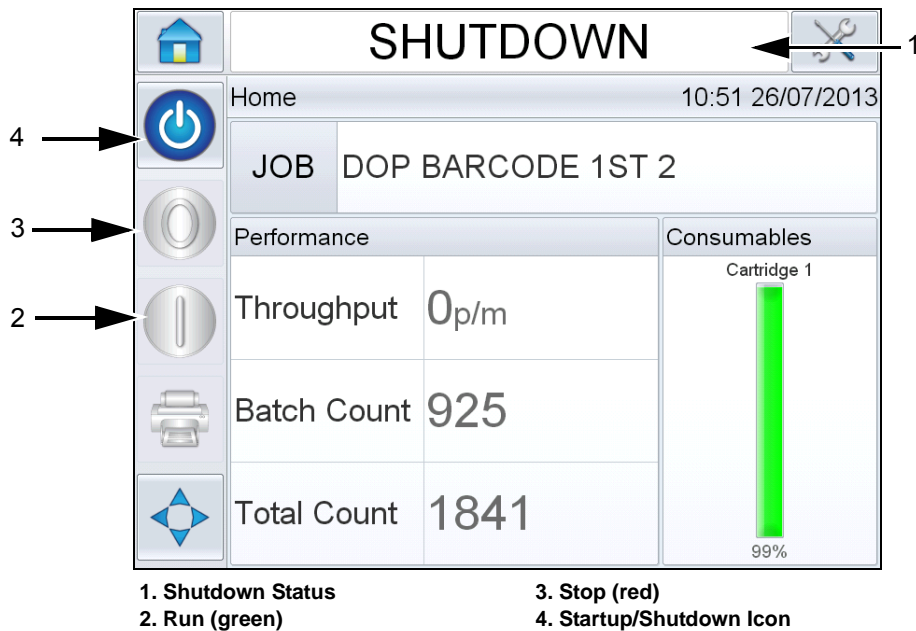 SHUTDOWN
1
Home 10:51 26/07/2013
4
JOB DOP BARCODE 1ST 2
3
Performance Consumables
Cartridge 1
Throughput 0p/m
2
Batch Count 925
Total Count 1841
99%
1. Shutdown Status 3. Stop (red)
2. Run (green) 4. Startup/Shutdown Icon